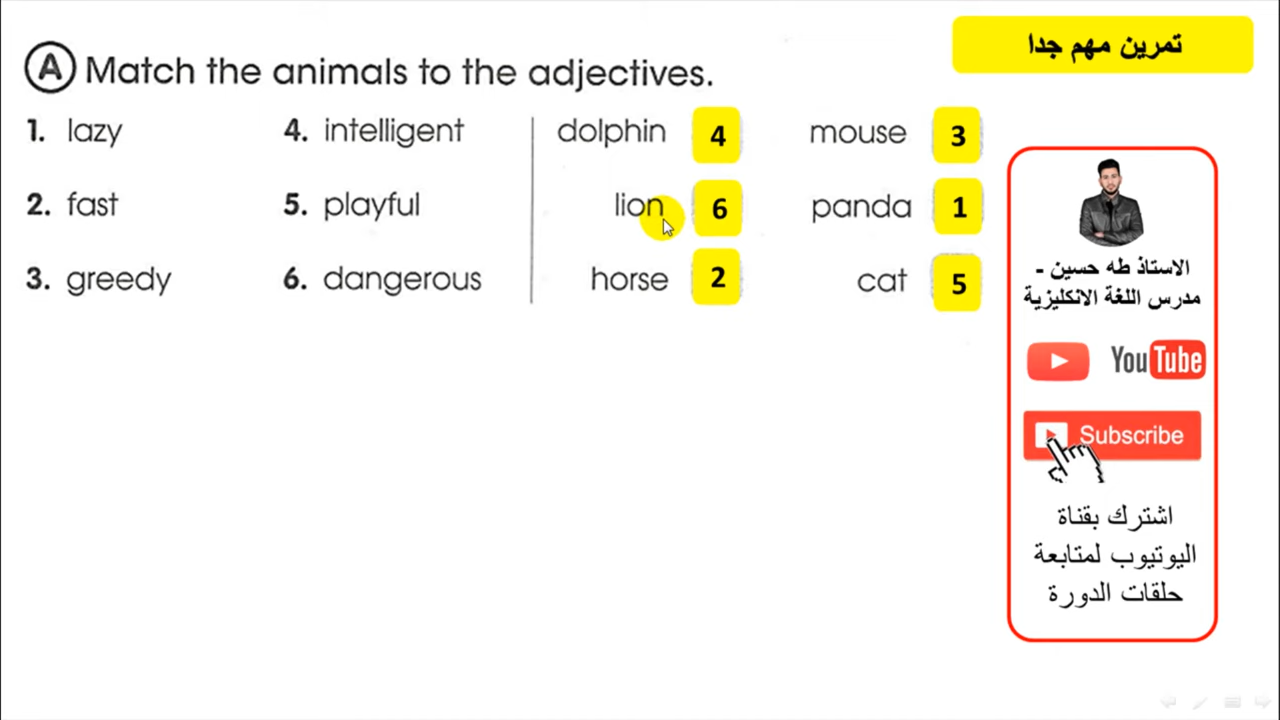 تمرين مهم جدا
A Match the animals to the adjectives.
1. lazy 4. intelligent dolphin 4 mouse 3
2. fast 5. playful lion 6 panda 1
3. greedy 6. dangerous horse 2 cat 5
الاستاذ طه حسين -
مدرس اللغة الانكليزية
YouTube
Subscribe
اشترك بقناة
اليوتيوب لمتابعة
حلقات الدورة